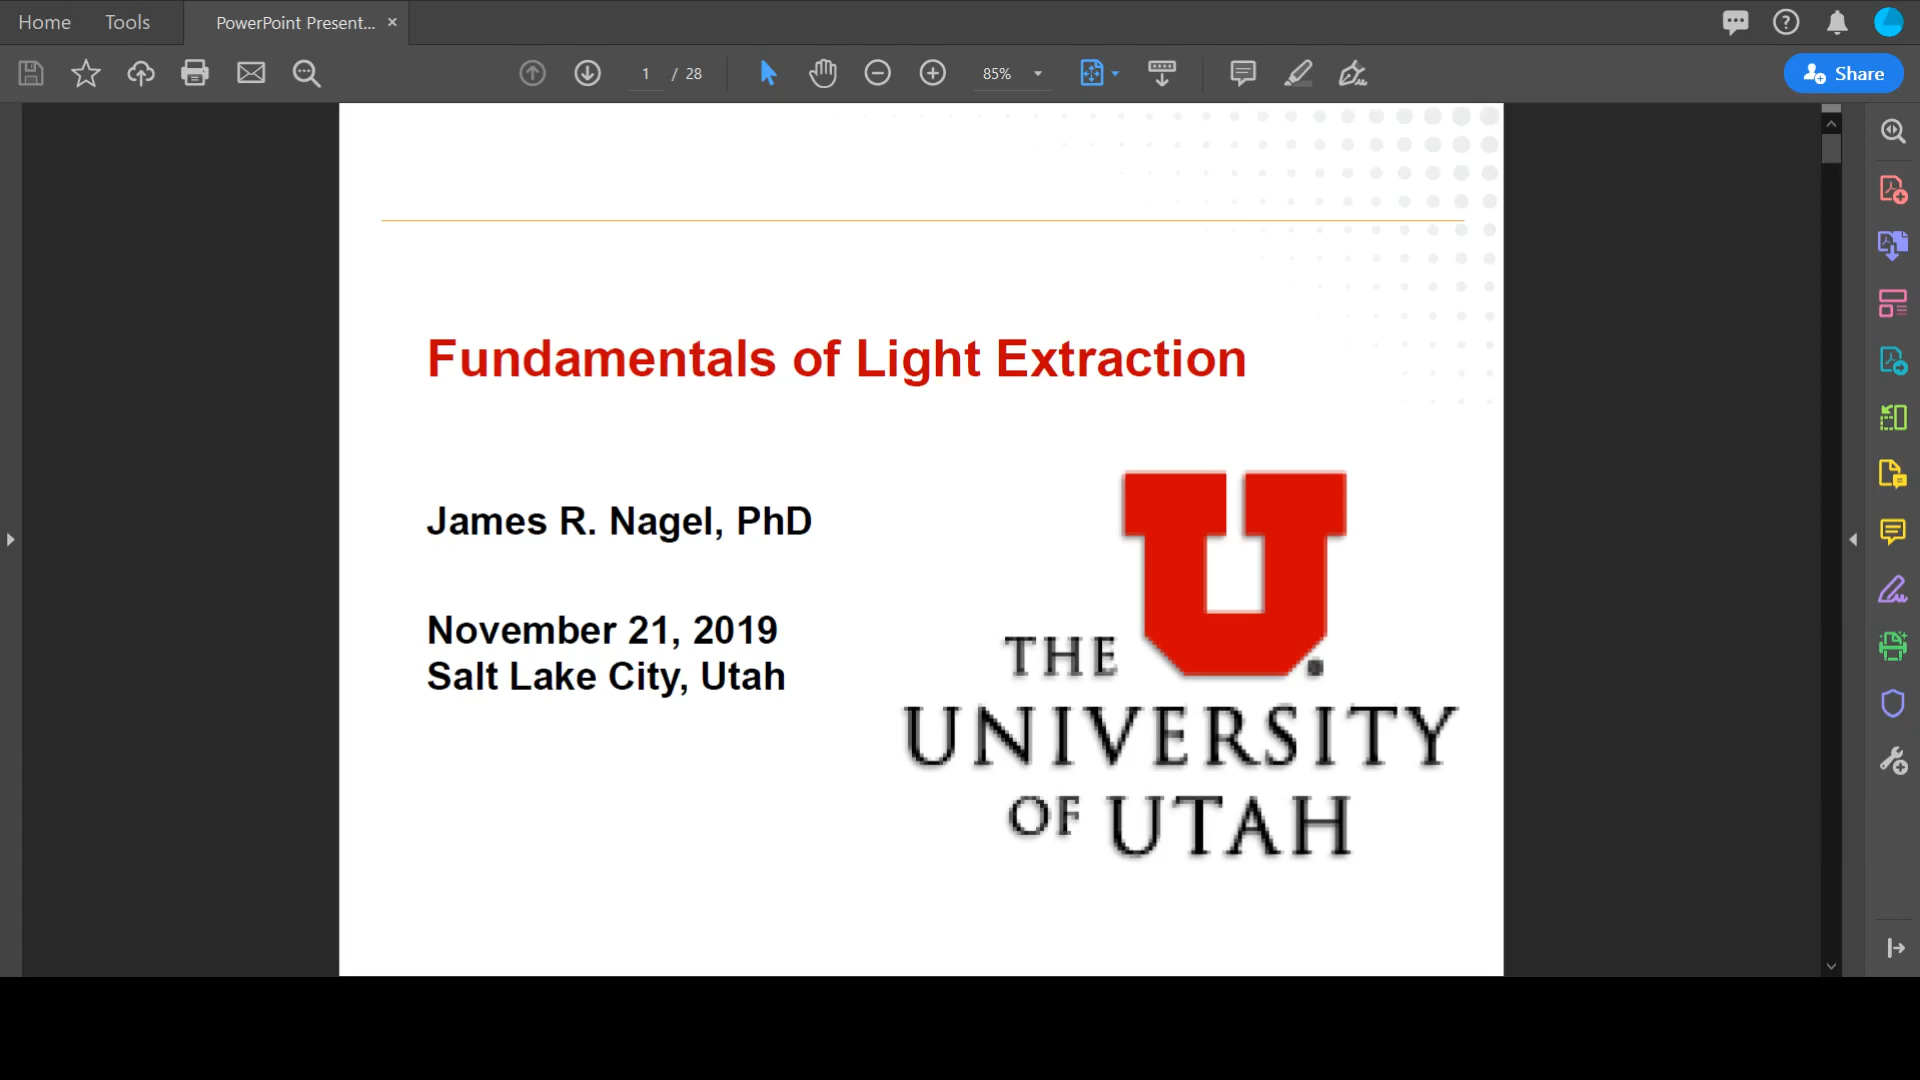 Home Tools PowerPoint Present... ×
1 / 28 85% Share
Fundamentals of Light Extraction
James R. Nagel, PhD
November 21, 2019
Salt Lake City, Utah
U
THE
UNIVERSITY
OF UTAH